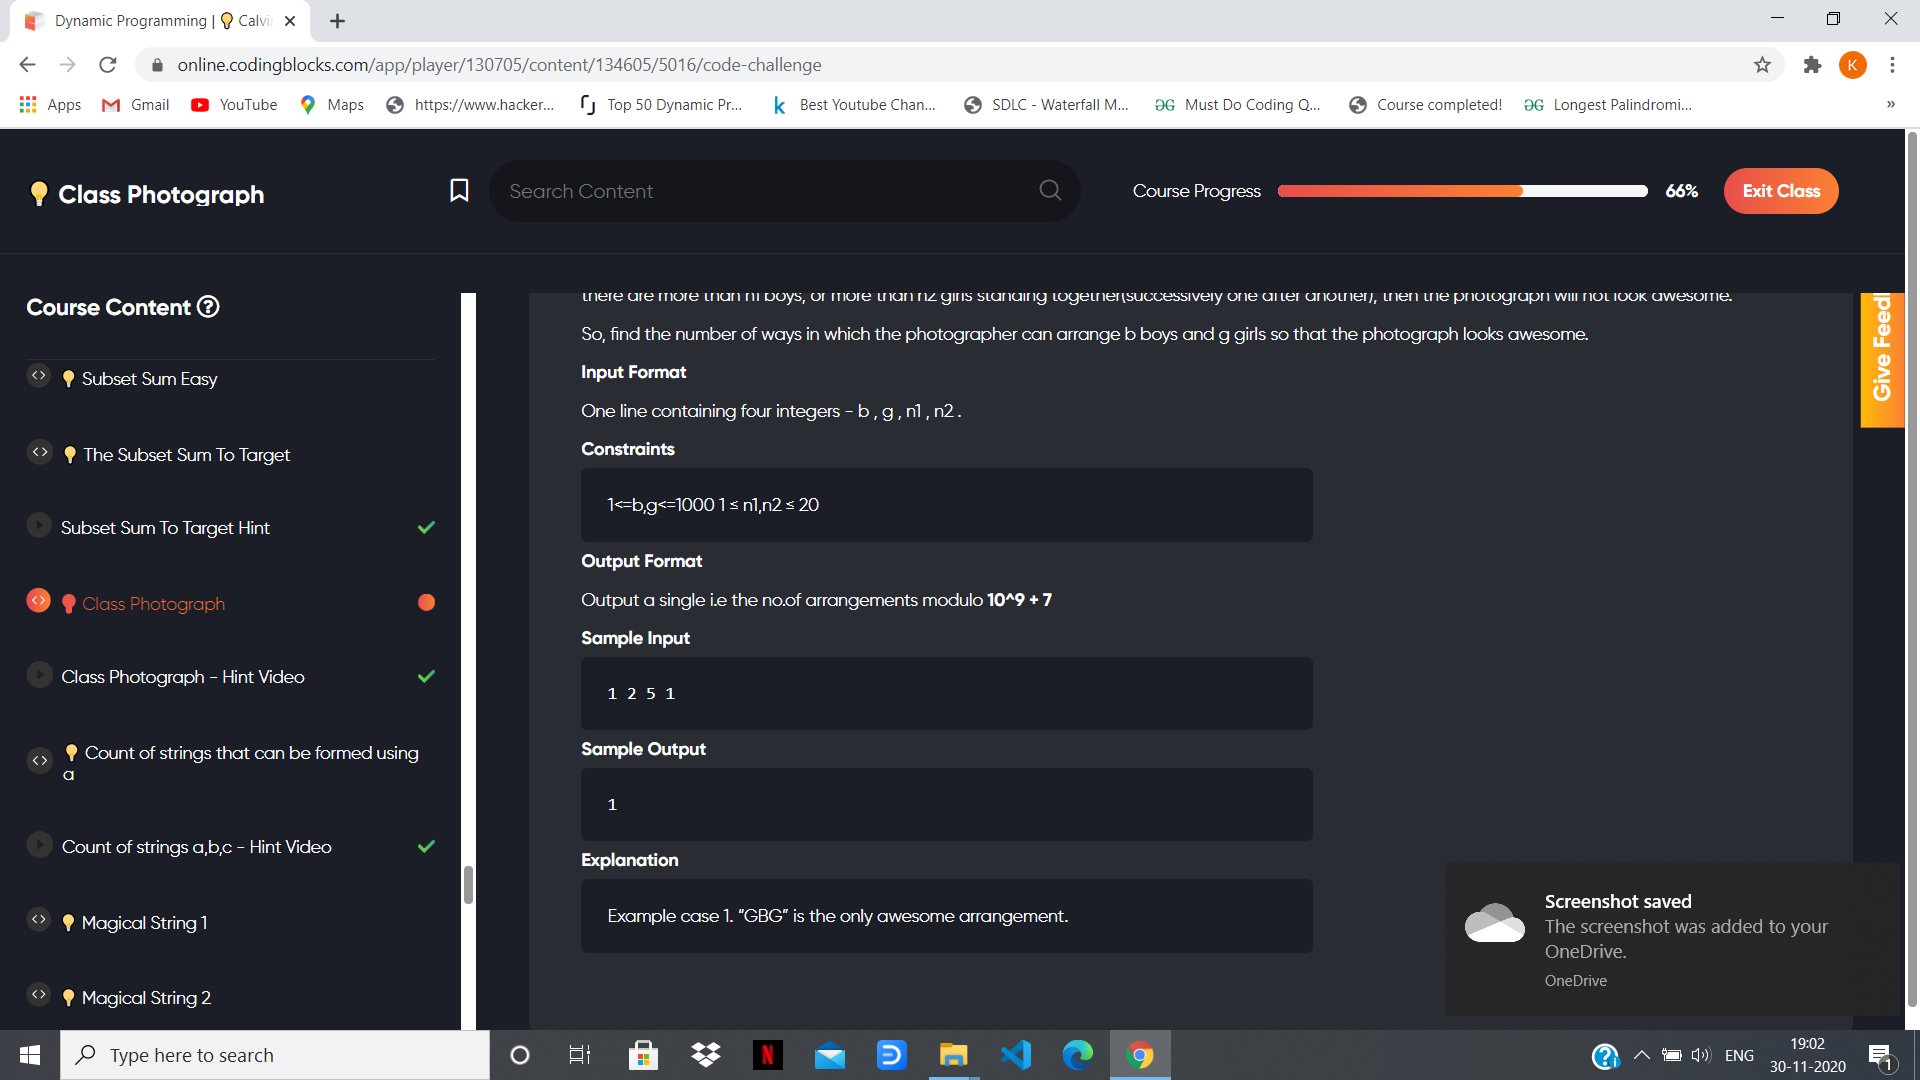 Dynamic Programming | Calvi
online.codingblocks.com/app/player/130705/content/134605/5016/code-challenge
K
Apps Gmail YouTube Maps https://www.hacker... Top 50 Dynamic Pr... Best Youtube Chan... SDLC - Waterfall M... Must Do Coding Q... Course completed! Longest Palindromi... »
Class Photograph
Search Content
Course Progress 66% Exit Class
Course Content
Subset Sum Easy
The Subset Sum To Target
Subset Sum To Target Hint
Class Photograph
Class Photograph - Hint Video
Count of strings that can be formed using
a
Count of strings a,b,c - Hint Video
Magical String 1
Magical String 2
there are more than n1 boys, or more than n2 girls standing together(successively one after another), then the photograph will not look awesome.
So, find the number of ways in which the photographer can arrange b boys and g girls so that the photograph looks awesome.
Input Format
One line containing four integers - b , g , n1 , n2 .
Constraints
1<=b,g<=1000 1 ≤ n1,n2 ≤ 20
Output Format
Output a single i.e the no.of arrangements modulo 10^9 + 7
Sample Input
1 2 5 1
Sample Output
1
Explanation
Example case 1. “GBG” is the only awesome arrangement.
Give Feed
Screenshot saved
The screenshot was added to your
OneDrive.
OneDrive
Type here to search
ENG
19:02
30-11-2020
1